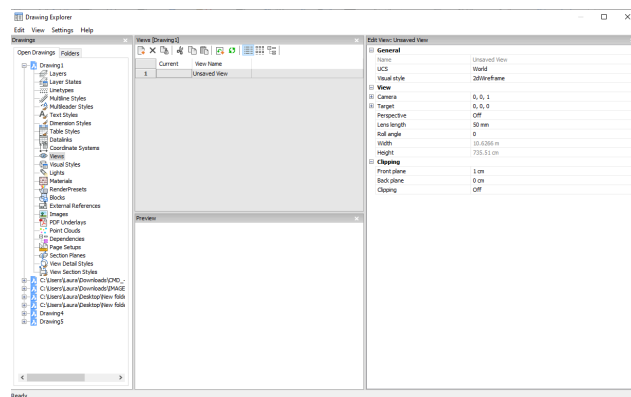 Drawing Explorer
Edit View Settings Help
Drawings
Open Drawings Folders
Drawing1
Layers
Layer States
Linetypes
Multiline Styles
Multileader Styles
Text Styles
Dimension Styles
Table Styles
Datalinks
Coordinate Systems
Views
Visual Styles
Lights
Materials
RenderPresets
Blocks
External References
Images
PDF Underlays
Point Clouds
Dependencies
Page Setups
Section Planes
View Detail Styles
View Section Styles
C:\Users\Laura\Downloads\CMD_-
C:\Users\Laura\Downloads\IMAGE
C:\Users\Laura\Desktop\New folde
C:\Users\Laura\Desktop\New folde
Drawing4
Drawing5
Views [Drawing1]
Current View Name
1 Unsaved View
Preview
Edit View: Unsaved View
General
Name Unsaved View
UCS World
Visual style 2dWireframe
View
Camera 0, 0, 1
Target 0, 0, 0
Perspective Off
Lens length 50 mm
Roll angle 0
Width 10.6266 m
Height 735.51 cm
Clipping
Front plane 1 cm
Back plane 0 cm
Clipping Off
Ready